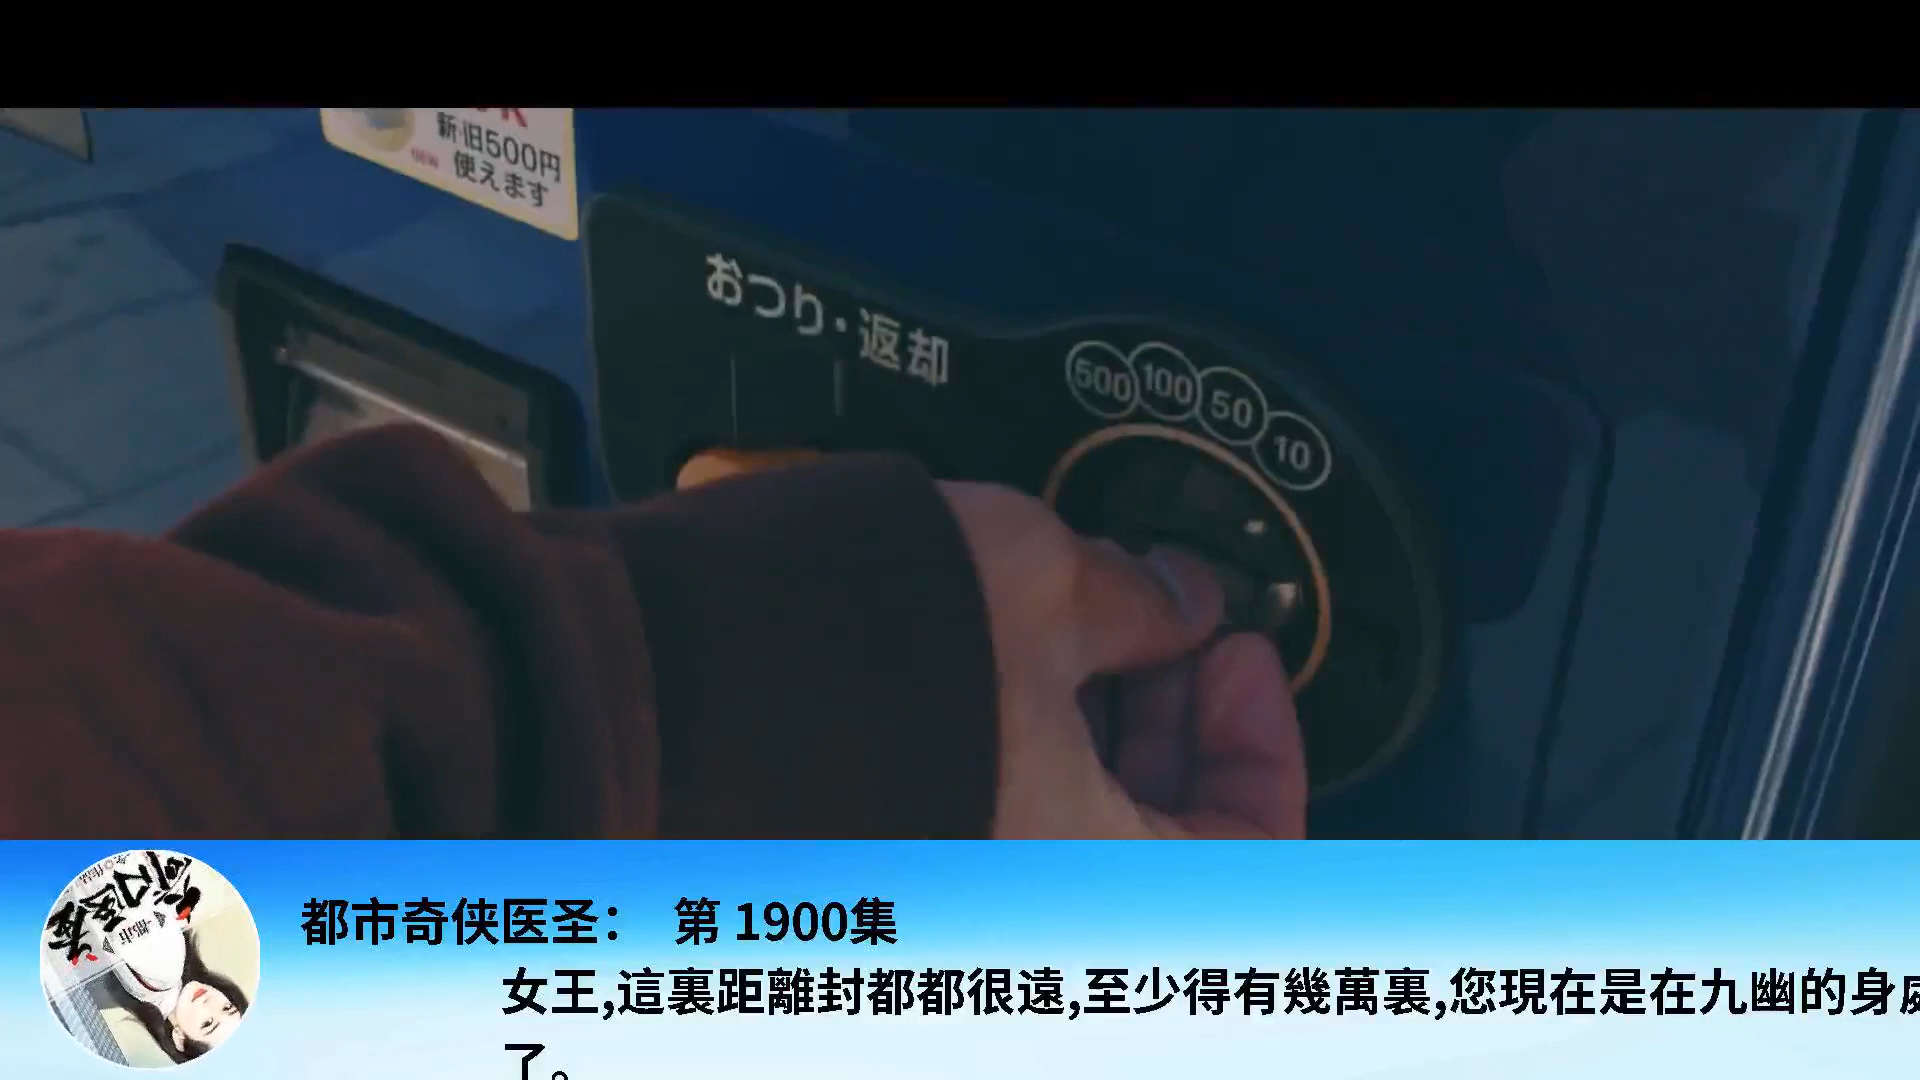 新・旧500円
NEW
使えます
おつり・返却
500 100 50 10
都市奇侠医圣： 第 1900集
女王,這裏距離封都都很遠,至少得有幾萬裏,您現在是在九幽的身
了。